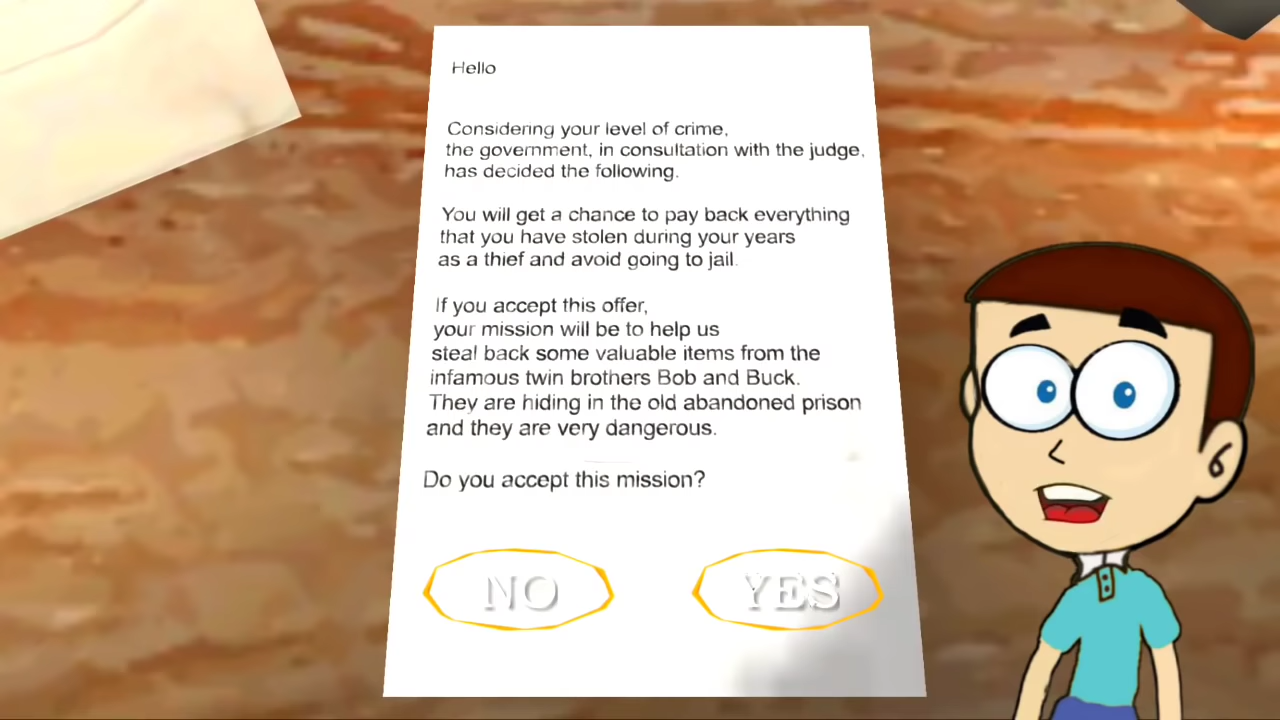 Hello
Considering your level of crime,
the government, in consultation with the judge,
has decided the following.
You will get a chance to pay back everything
that you have stolen during your years
as a thief and avoid going to jail.
If you accept this offer,
your mission will be to help us
steal back some valuable items from the
infamous twin brothers Bob and Buck.
They are hiding in the old abandoned prison
and they are very dangerous.
Do you accept this mission?
NO YES